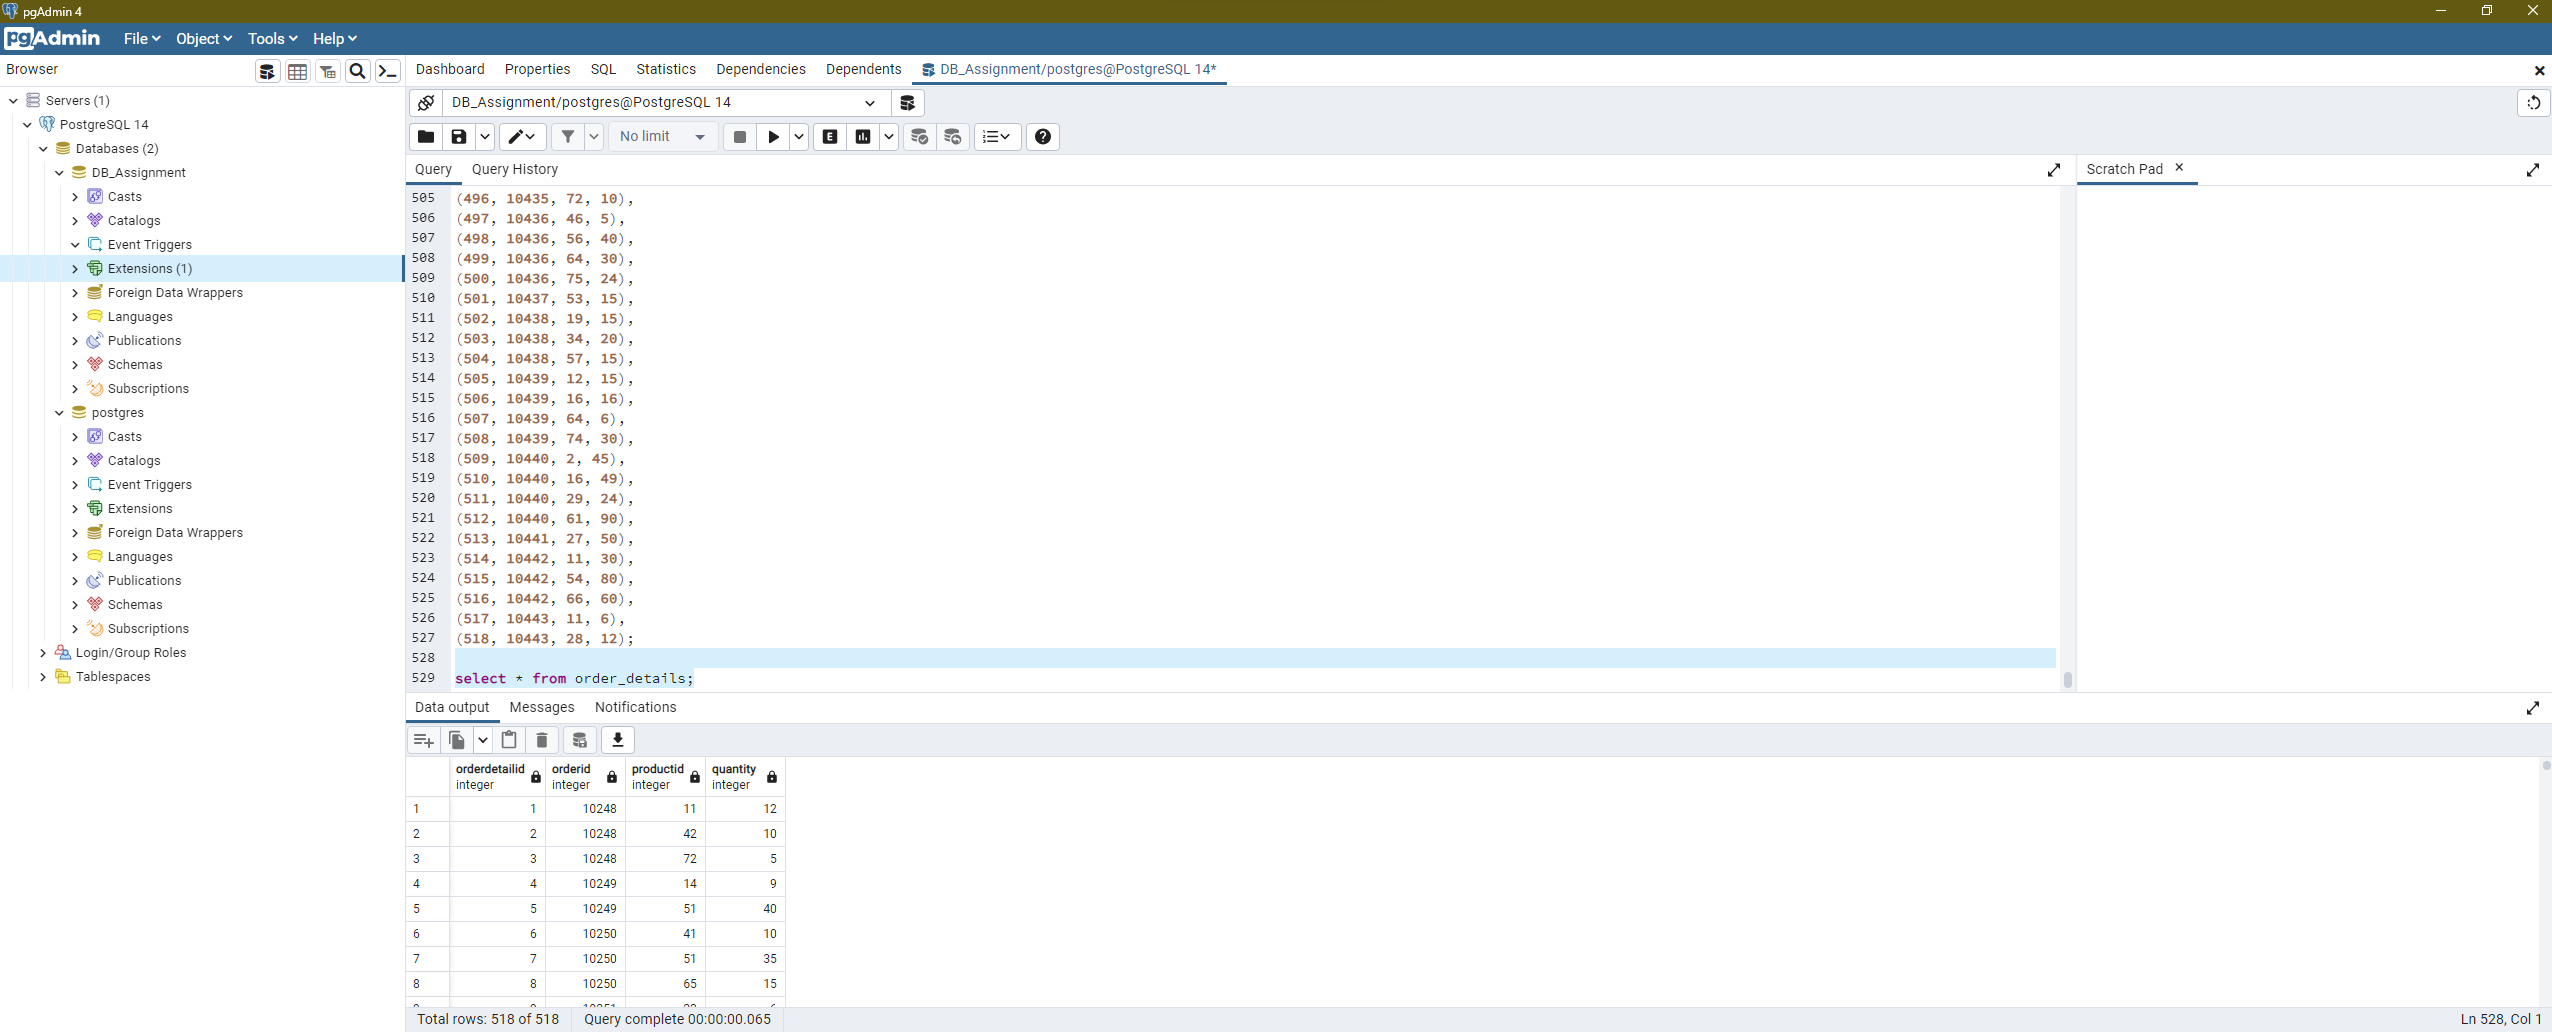 pgAdmin 4
pgAdmin File Object Tools Help
Browser
Servers (1)
PostgreSQL 14
Databases (2)
DB_Assignment
Casts
Catalogs
Event Triggers
Extensions (1)
Foreign Data Wrappers
Languages
Publications
Schemas
Subscriptions
postgres
Casts
Catalogs
Event Triggers
Extensions
Foreign Data Wrappers
Languages
Publications
Schemas
Subscriptions
Login/Group Roles
Tablespaces
Dashboard Properties SQL Statistics Dependencies Dependents DB_Assignment/postgres@PostgreSQL 14*
DB_Assignment/postgres@PostgreSQL 14
No limit E
Query Query History
Scratch Pad
505 (496, 10435, 72, 10),
506 (497, 10436, 46, 5),
507 (498, 10436, 56, 40),
508 (499, 10436, 64, 30),
509 (500, 10436, 75, 24),
510 (501, 10437, 53, 15),
511 (502, 10438, 19, 15),
512 (503, 10438, 34, 20),
513 (504, 10438, 57, 15),
514 (505, 10439, 12, 15),
515 (506, 10439, 16, 16),
516 (507, 10439, 64, 6),
517 (508, 10439, 74, 30),
518 (509, 10440, 2, 45),
519 (510, 10440, 16, 49),
520 (511, 10440, 29, 24),
521 (512, 10440, 61, 90),
522 (513, 10441, 27, 50),
523 (514, 10442, 11, 30),
524 (515, 10442, 54, 80),
525 (516, 10442, 66, 60),
526 (517, 10443, 11, 6),
527 (518, 10443, 28, 12);
528
529 select * from order_details;
Data output Messages Notifications
orderdetailid orderid productid quantity
integer integer integer integer
1 1 10248 11 12
2 2 10248 42 10
3 3 10248 72 5
4 4 10249 14 9
5 5 10249 51 40
6 6 10250 41 10
7 7 10250 51 35
8 8 10250 65 15
Total rows: 518 of 518 Query complete 00:00:00.065 Ln 528, Col 1